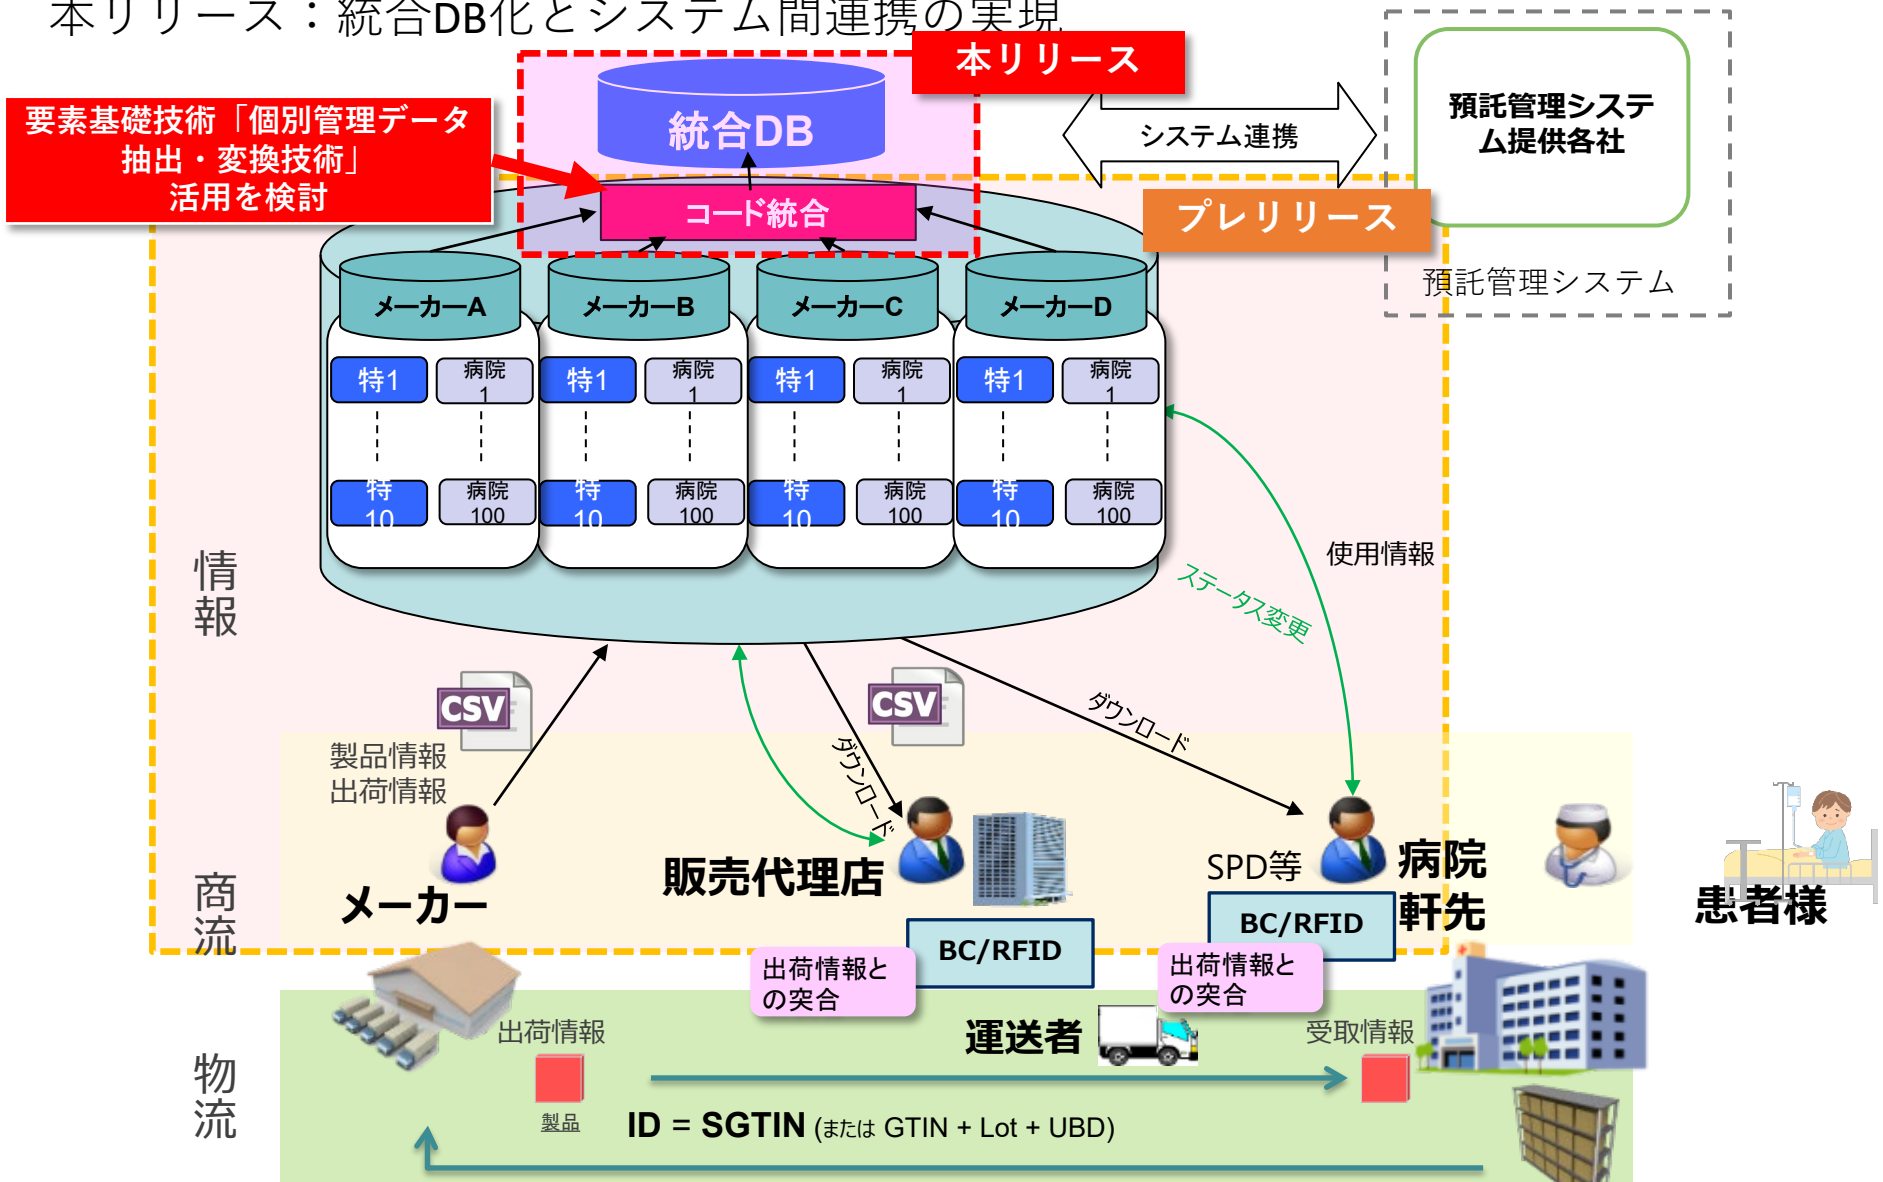 本リリース：統合DB化とシステム間連携の実現
本リリース
要素基礎技術「個別管理データ
抽出・変換技術」
活用を検討
統合DB
コード統合
システム連携
預託管理システ
ム提供各社
プレリリース
預託管理システム
メーカーA
メーカーB
メーカーC
メーカーD
特1
病院
1
特1
病院
1
特1
病院
1
特1
病院
1
特
10
病院
100
特
10
病院
100
特
10
病院
100
特
10
病院
100
情報
使用情報
ステータス変更
CSV
CSV
ダウンロード
ダウンロード
製品情報
出荷情報
商流
メーカー
販売代理店
SPD等
病院
軒先
患者様
BC/RFID
BC/RFID
出荷情報と
の突合
出荷情報と
の突合
物流
出荷情報
運送者
受取情報
製品
ID = SGTIN (または GTIN + Lot + UBD)